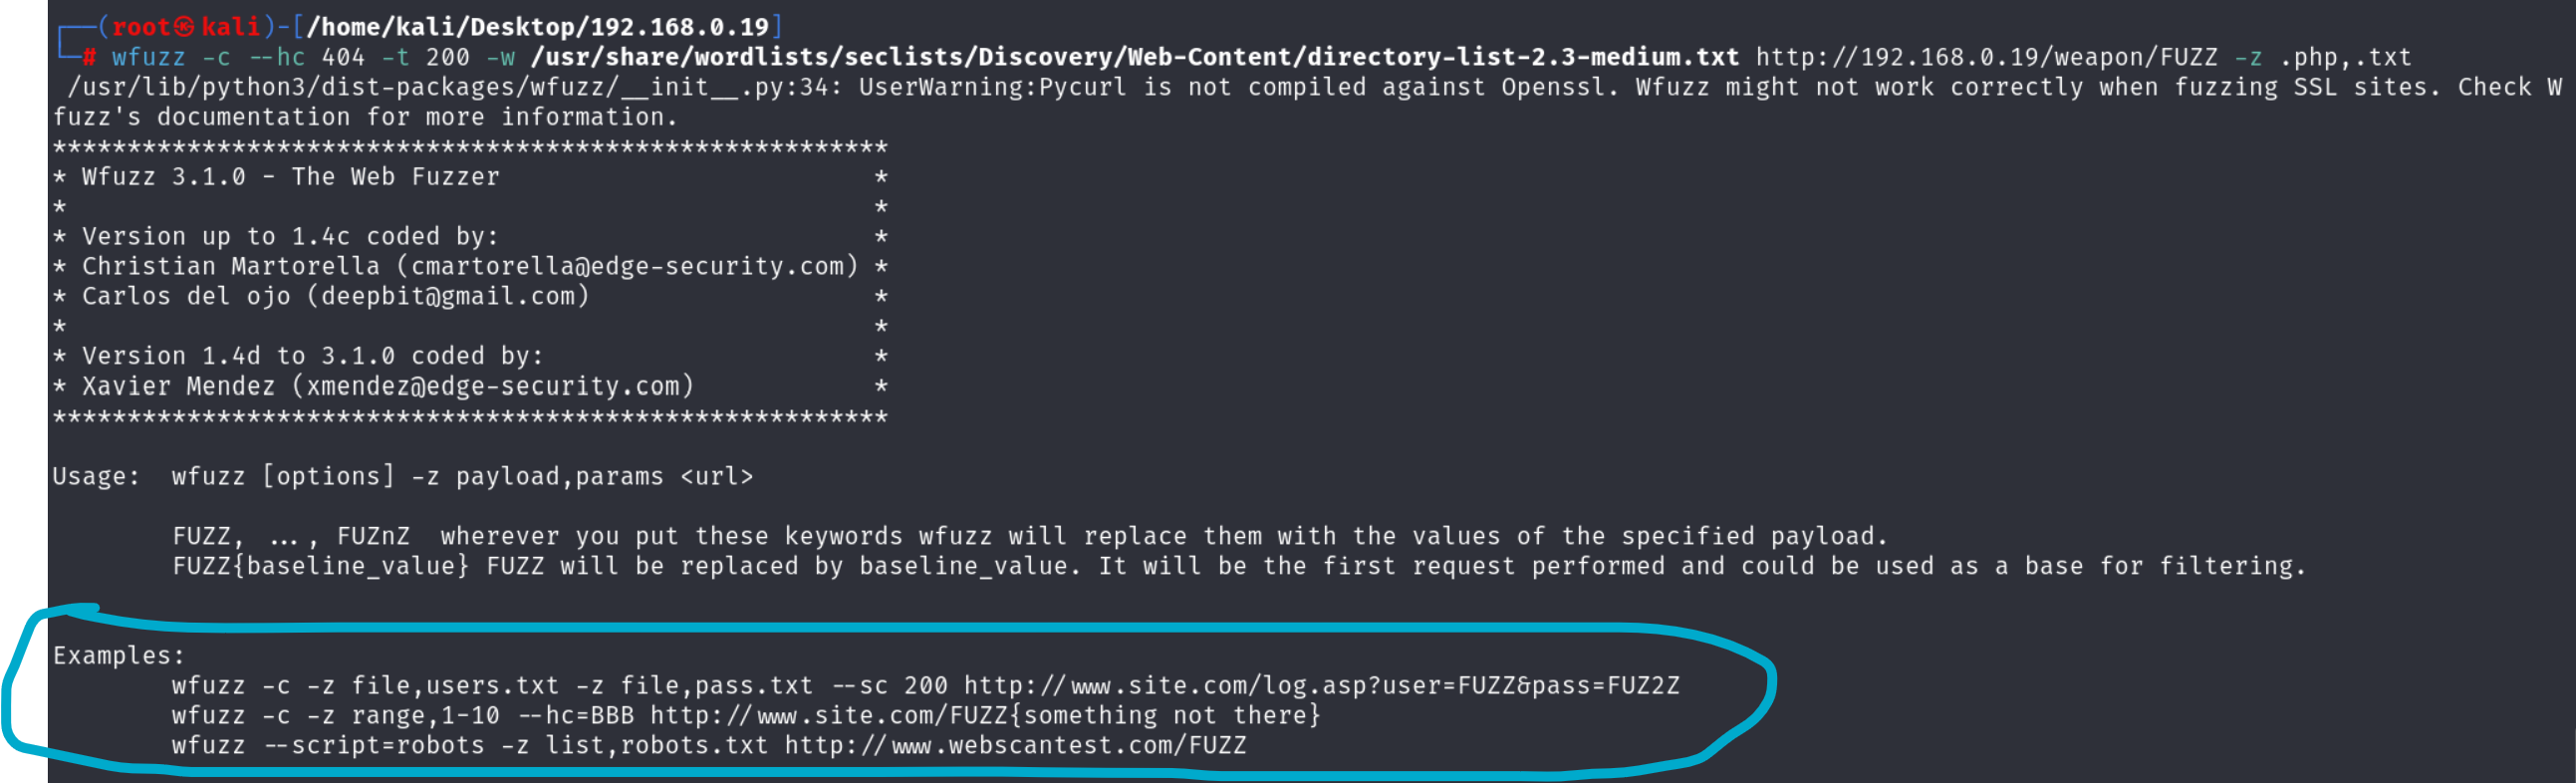 ┌──(root㉿kali)-[/home/kali/Desktop/192.168.0.19]
└─# wfuzz -c --hc 404 -t 200 -w /usr/share/wordlists/seclists/Discovery/Web-Content/directory-list-2.3-medium.txt http://192.168.0.19/weapon/FUZZ -z .php,.txt
/usr/lib/python3/dist-packages/wfuzz/__init__.py:34: UserWarning:Pycurl is not compiled against Openssl. Wfuzz might not work correctly when fuzzing SSL sites. Check W
fuzz's documentation for more information.
********************************************************
* Wfuzz 3.1.0 - The Web Fuzzer                         *
*                                                      *
* Version up to 1.4c coded by:                         *
* Christian Martorella (cmartorella@edge-security.com) *
* Carlos del ojo (deepbit@gmail.com)                   *
*                                                      *
* Version 1.4d to 3.1.0 coded by:                      *
* Xavier Mendez (xmendez@edge-security.com)            *
********************************************************
Usage:  wfuzz [options] -z payload,params <url>
FUZZ, ..., FUZnZ  wherever you put these keywords wfuzz will replace them with the values of the specified payload.
FUZZ{baseline_value} FUZZ will be replaced by baseline_value. It will be the first request performed and could be used as a base for filtering.
Examples:
wfuzz -c -z file,users.txt -z file,pass.txt --sc 200 http://www.site.com/log.asp?user=FUZZ&pass=FUZ2Z
wfuzz -c -z range,1-10 --hc=BBB http://www.site.com/FUZZ{something not there}
wfuzz --script=robots -z list,robots.txt http://www.webscantest.com/FUZZ